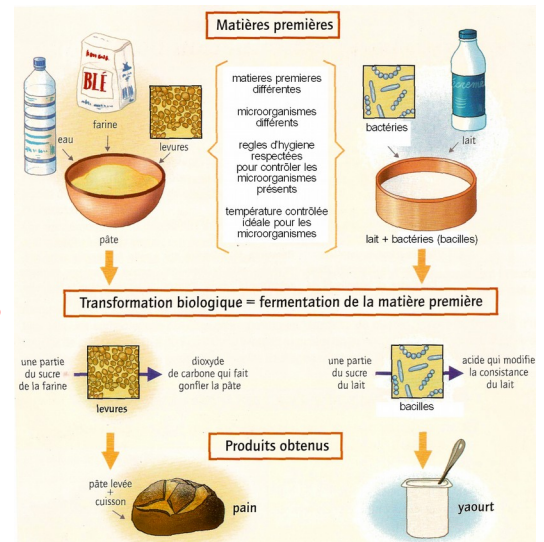 Matières premières
BLÉ
farine
eau
levures
pâte
matieres premieres
différentes
microorganismes
différents
regles d'hygiene
respectées
pour contrôler les
microorganismes
présents
température contrôlée
idéale pour les
microorganismes
bactéries
lait
lait + bactéries (bacilles)
Transformation biologique = fermentation de la matière première
une partie
du sucre
de la farine
levures
dioxyde
de carbone qui fait
gonfler la pâte
une partie
du sucre
du lait
bacilles
acide qui modifie
la consistance
du lait
Produits obtenus
pâte levée
+
cuisson
pain
yaourt